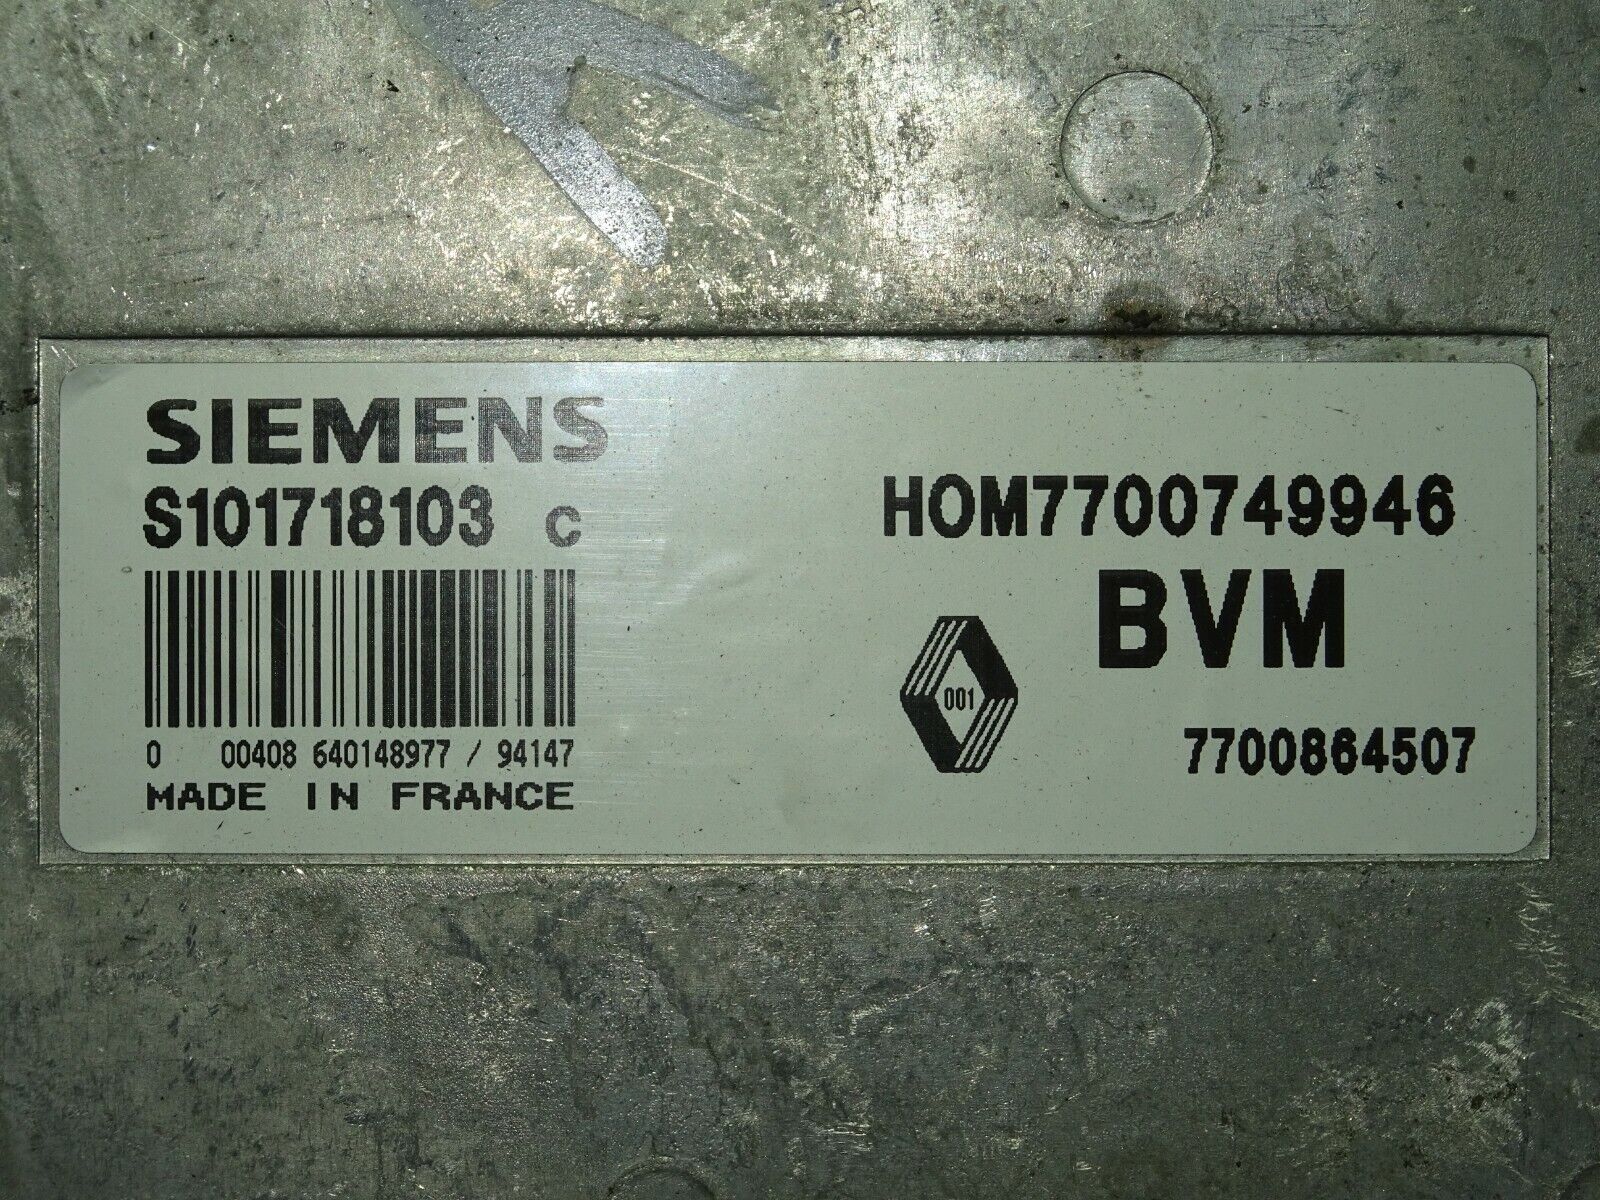 SIEMENS
S101718103 C
0 00408 640148977 / 94147
MADE IN FRANCE
HOM7700749946
BVM
001
7700864507